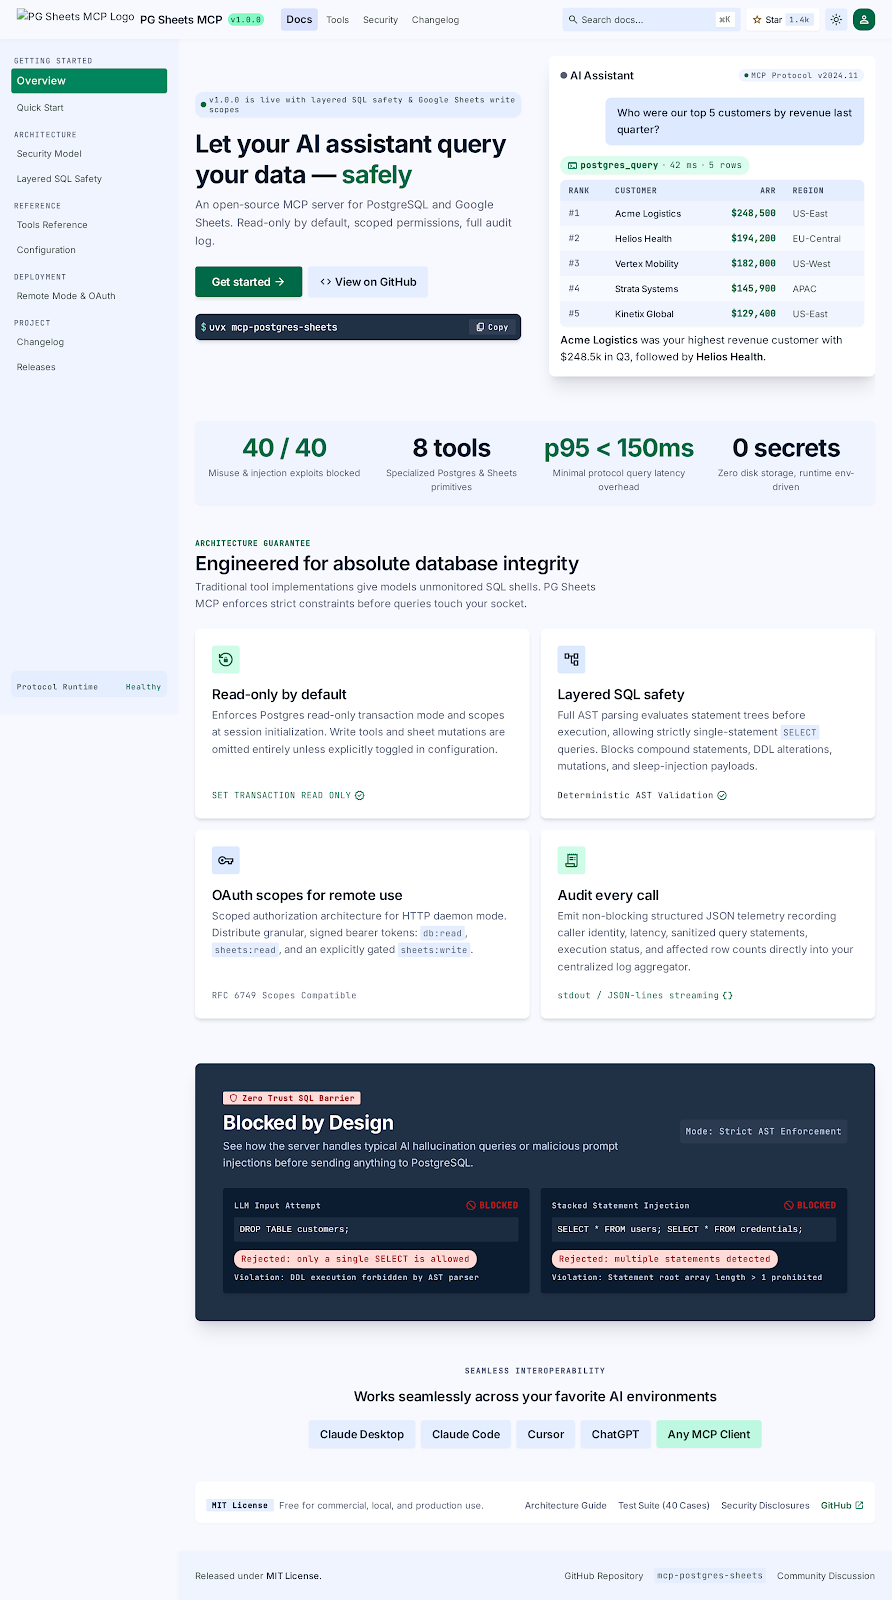 PG Sheets MCP Logo
PG Sheets MCP
v1.0.0
Docs
Tools
Security
Changelog
Search docs...
⌘K
Star
1.4k
GETTING STARTED
Overview
Quick Start
ARCHITECTURE
Security Model
Layered SQL Safety
REFERENCE
Tools Reference
Configuration
DEPLOYMENT
Remote Mode & OAuth
PROJECT
Changelog
Releases
Protocol Runtime Healthy
v1.0.0 is live with layered SQL safety & Google Sheets write
scopes
Let your AI assistant query
your data — safely
An open-source MCP server for PostgreSQL and Google
Sheets. Read-only by default, scoped permissions, full audit
log.
Get started →
<> View on GitHub
$ uvx mcp-postgres-sheets
Copy
AI Assistant
MCP Protocol v2024.11
Who were our top 5 customers by revenue last
quarter?
postgres_query · 42 ms · 5 rows
RANK CUSTOMER ARR REGION
#1 Acme Logistics $248,500 US-East
#2 Helios Health $194,200 EU-Central
#3 Vertex Mobility $182,000 US-West
#4 Strata Systems $145,900 APAC
#5 Kinetix Global $129,400 US-East
Acme Logistics was your highest revenue customer with
$248.5k in Q3, followed by Helios Health.
40 / 40
Misuse & injection exploits blocked
8 tools
Specialized Postgres & Sheets
primitives
p95 < 150ms
Minimal protocol query latency
overhead
0 secrets
Zero disk storage, runtime env-
driven
ARCHITECTURE GUARANTEE
Engineered for absolute database integrity
Traditional tool implementations give models unmonitored SQL shells. PG Sheets
MCP enforces strict constraints before queries touch your socket.
Read-only by default
Enforces Postgres read-only transaction mode and scopes
at session initialization. Write tools and sheet mutations are
omitted entirely unless explicitly toggled in configuration.
SET TRANSACTION READ ONLY
Layered SQL safety
Full AST parsing evaluates statement trees before
execution, allowing strictly single-statement SELECT
queries. Blocks compound statements, DDL alterations,
mutations, and sleep-injection payloads.
Deterministic AST Validation
OAuth scopes for remote use
Scoped authorization architecture for HTTP daemon mode.
Distribute granular, signed bearer tokens: db:read,
sheets:read, and an explicitly gated sheets:write.
RFC 6749 Scopes Compatible
Audit every call
Emit non-blocking structured JSON telemetry recording
caller identity, latency, sanitized query statements,
execution status, and affected row counts directly into your
centralized log aggregator.
stdout / JSON-lines streaming {}
Zero Trust SQL Barrier
Blocked by Design
See how the server handles typical AI hallucination queries or malicious prompt
injections before sending anything to PostgreSQL.
Mode: Strict AST Enforcement
LLM Input Attempt
BLOCKED
DROP TABLE customers;
Rejected: only a single SELECT is allowed
Violation: DDL execution forbidden by AST parser
Stacked Statement Injection
BLOCKED
SELECT * FROM users; SELECT * FROM credentials;
Rejected: multiple statements detected
Violation: Statement root array length > 1 prohibited
SEAMLESS INTEROPERABILITY
Works seamlessly across your favorite AI environments
Claude Desktop
Claude Code
Cursor
ChatGPT
Any MCP Client
MIT License
Free for commercial, local, and production use.
Architecture Guide
Test Suite (40 Cases)
Security Disclosures
GitHub
Released under MIT License.
GitHub Repository
mcp-postgres-sheets
Community Discussion